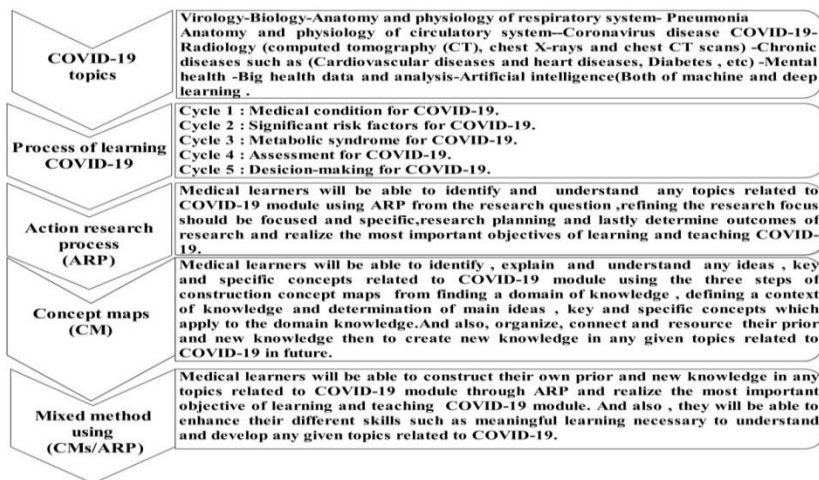 COVID-19
topics
Virology-Biology-Anatomy and physiology of respiratory system- Pneumonia
Anatomy and physiology of circulatory system--Coronavirus disease COVID-19-
Radiology (computed tomography (CT), chest X-rays and chest CT scans) -Chronic
diseases such as (Cardiovascular diseases and heart diseases, Diabetes , etc) -Mental
health -Big health data and analysis-Artificial intelligence(Both of machine and deep
learning .
Process of learning
COVID-19
Cycle 1 : Medical condition for COVID-19.
Cycle 2 : Significant risk factors for COVID-19.
Cycle 3 : Metabolic syndrome for COVID-19.
Cycle 4 : Assessment for COVID-19.
Cycle 5 : Desicion-making for COVID-19.
Action research
process
(ARP)
Medical learners will be able to identify and understand any topics related to
COVID-19 module using ARP from the research question ,refining the research focus
should be focused and specific,research planning and lastly determine outcomes of
research and realize the most important objectives of learning and teaching COVID-
19.
Concept maps
(CM)
Medical learners will be able to identify , explain and understand any ideas , key
and specific concepts related to COVID-19 module using the three steps of
construction concept maps from finding a domain of knowledge , defining a context
of knowledge and determination of main ideas , key and specific concepts which
apply to the domain knowledge.And also, organize, connect and resource their prior
and new knowledge then to create new knowledge in any given topics related to
COVID-19 in future.
Mixed method
using
(CMs/ARP)
Medical learners will be able to construct their own prior and new knowledge in any
topics related to COVID-19 module through ARP and realize the most important
objective of learning and teaching COVID-19 module. And also , they will be able to
enhance their different skills such as meaningful learning necessary to understand
and develop any given topics related to COVID-19.